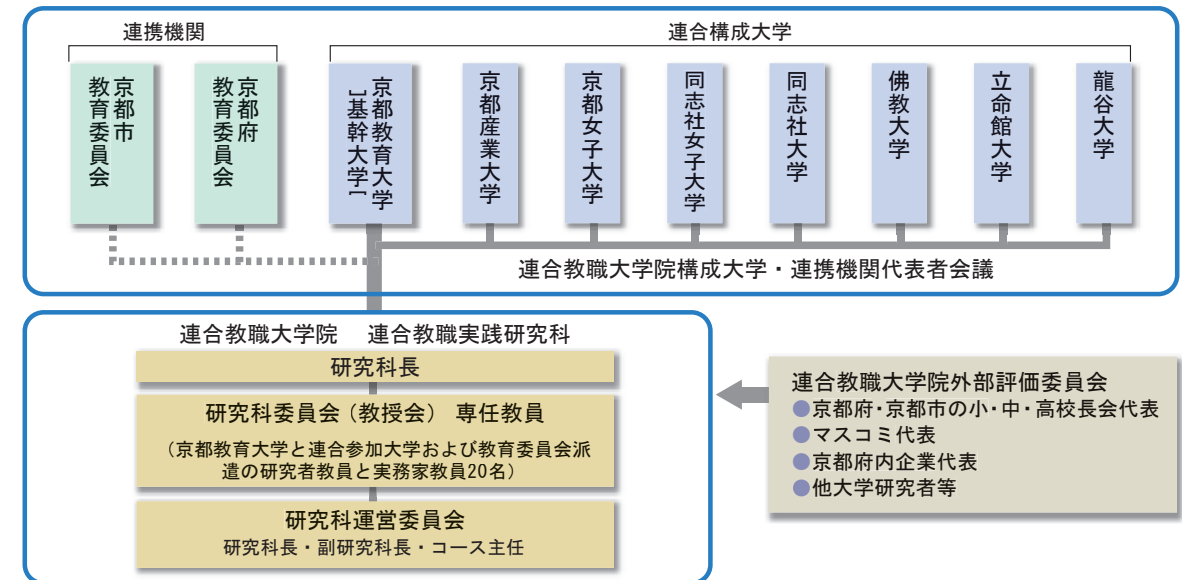 連携機関
連合構成大学
京都市
教育委員会
京都府
教育委員会
京都教育大学
[基幹大学]
京都産業大学
京都女子大学
同志社女子大学
同志社大学
佛教大学
立命館大学
龍谷大学
連合教職大学院構成大学・連携機関代表者会議
連合教職大学院 連合教職実践研究科
研究科長
研究科委員会(教授会) 専任教員
(京都教育大学と連合参加大学および教育委員会派
遣の研究者教員と実務家教員20名)
研究科運営委員会
研究科長・副研究科長・コース主任
連合教職大学院外部評価委員会
●京都府・京都市の小・中・高校長会代表
●マスコミ代表
●京都府内企業代表
●他大学研究者等